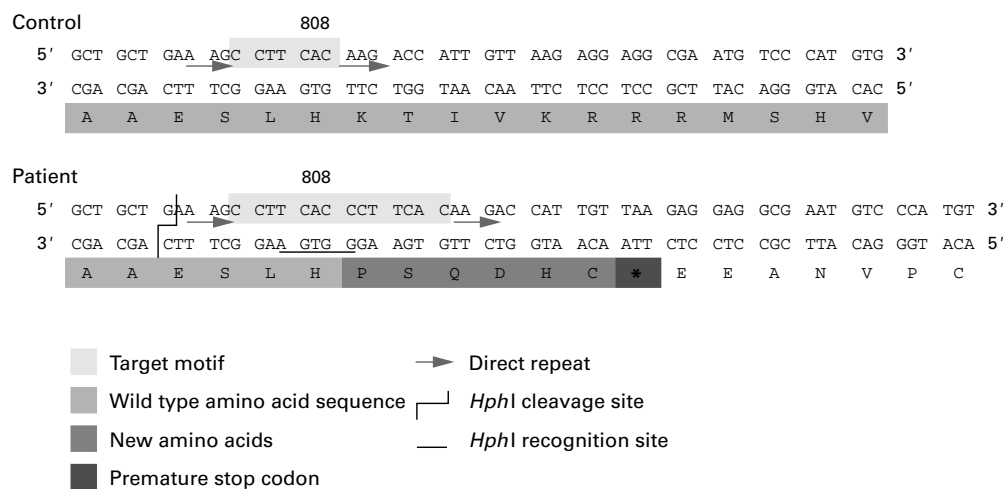 Control 808
5′ GCT GCT GAA AGC CTT CAC AAG ACC ATT GTT AAG AGG AGG CGA ATG TCC CAT GTG 3′
3′ CGA CGA CTT TCG GAA GTG TTC TGG TAA CAA TTC TCC TCC GCT TAC AGG GTA CAC 5′
A A E S L H K T I V K R R R M S H V
Patient 808
5′ GCT GCT GAA AGC CTT CAC CCT TCA CAA GAC CAT TGT TAA GAG GAG GCG AAT GTC CCA TGT 3′
3′ CGA CGA CTT TCG GAA GTG GGA AGT GTT CTG GTA ACA ATT CTC CTC CGC TTA CAG GGT ACA 5′
A A E S L H P S Q D H C * E E A N V P C
Target motif Direct repeat
Wild type amino acid sequence HphI cleavage site
New amino acids HphI recognition site
Premature stop codon